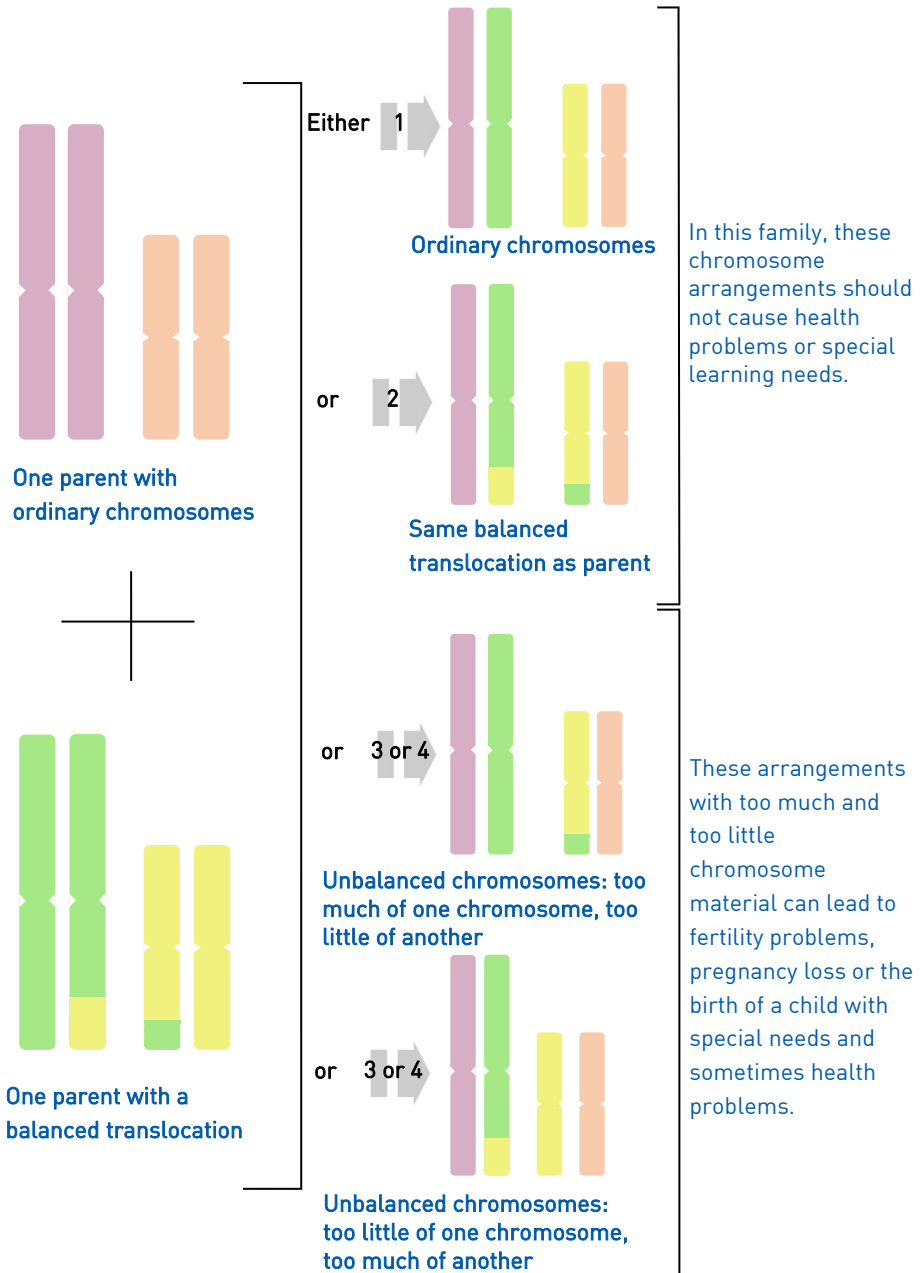 One parent with
ordinary chromosomes
One parent with a
balanced translocation
Either 1
Ordinary chromosomes
or 2
Same balanced
translocation as parent
In this family, these
chromosome
arrangements should
not cause health
problems or special
learning needs.
or 3 or 4
Unbalanced chromosomes: too
much of one chromosome, too
little of another
or 3 or 4
Unbalanced chromosomes:
too little of one chromosome,
too much of another
These arrangements
with too much and
too little
chromosome
material can lead to
fertility problems,
pregnancy loss or the
birth of a child with
special needs and
sometimes health
problems.